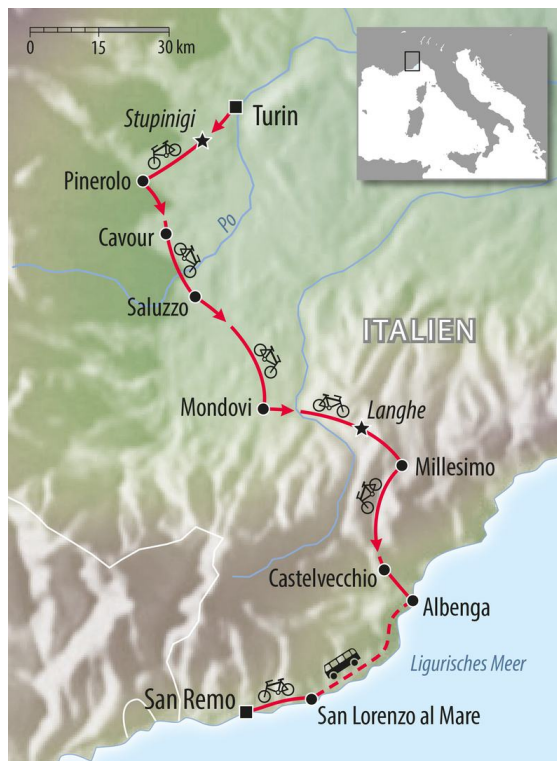 0 15 30 km
Stupinigi
Turin
Pinerolo
Po
Cavour
Saluzzo
ITALIEN
Mondovi
Langhe
Millesimo
Castelvecchio
Albenga
Ligurisches Meer
San Remo
San Lorenzo al Mare